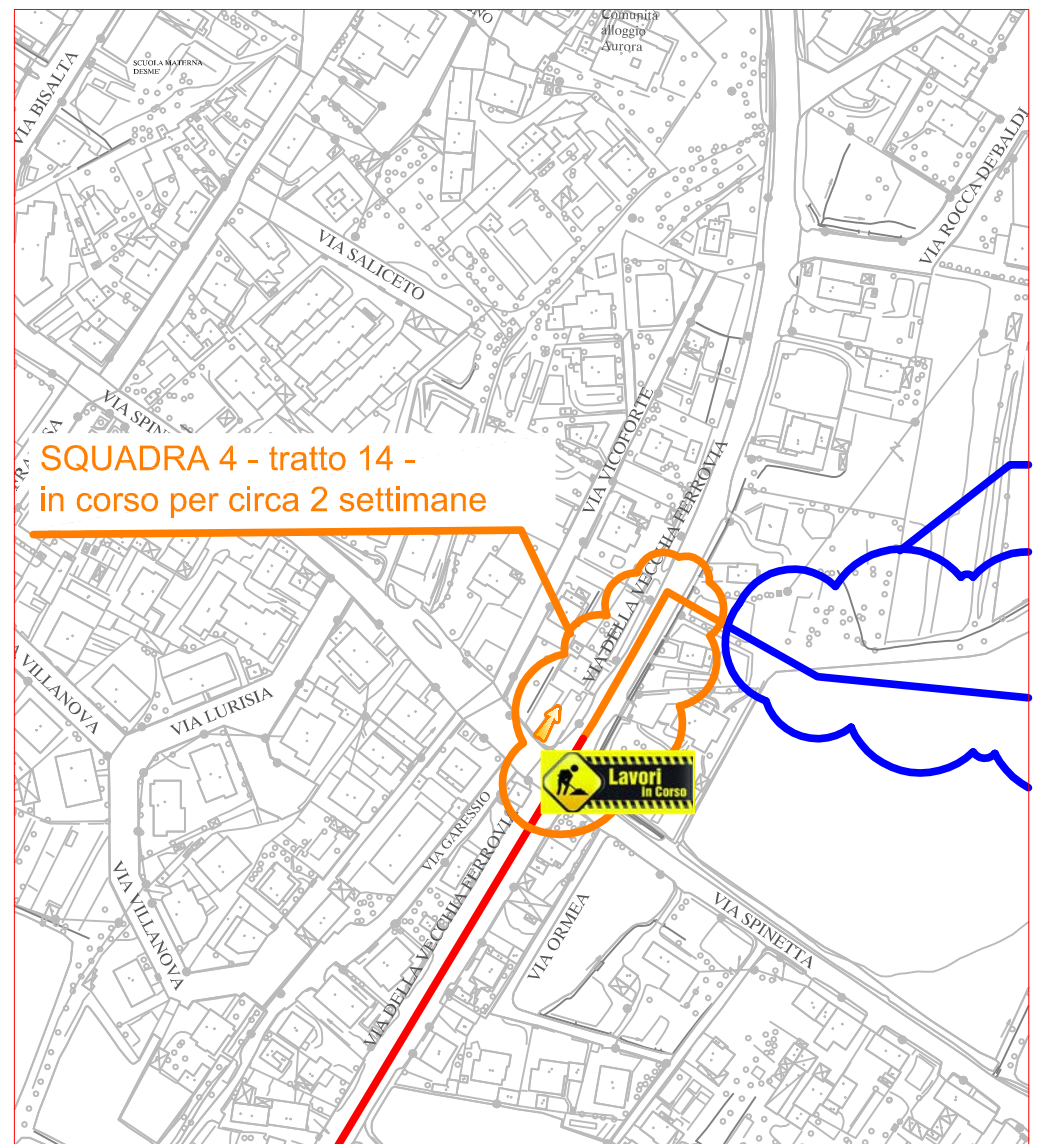 Comunità
alloggio
Aurora
SCUOLA MATERNA
DESME'
VIA BISALTA
VIA ROCCA DE'BALDI
VIA SALICETO
VIA
SQUADRA 4 - tratto 14 -
in corso per circa 2 settimane
VIA VICOFORTE
VIA DELLA VECCHIA FERROVIA
VILLANOVA
VIA LURISIA
Lavori
In Corso
VIA GARESSIO
VIA DELLA VECCHIA FERROVIA
VIA VILLANOVA
VIA ORMEA
VIA SPINETTA